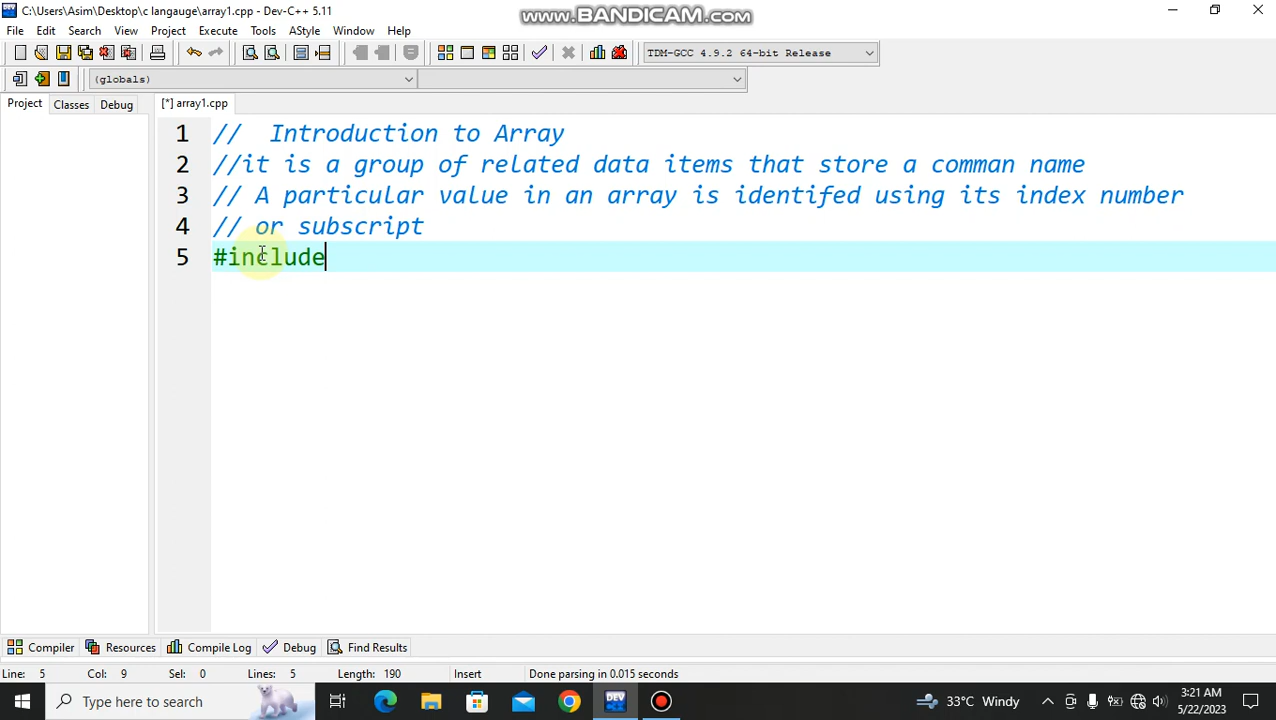 C:\Users\Asim\Desktop\c langauge\array1.cpp - Dev-C++ 5.11
www.BANDICAM.com
File Edit Search View Project Execute Tools AStyle Window Help
TDM-GCC 4.9.2 64-bit Release
(globals)
Project Classes Debug [*] array1.cpp
1 // Introduction to Array
2 //it is a group of related data items that store a comman name
3 // A particular value in an array is identifed using its index number
4 // or subscript
5 #include
Compiler Resources Compile Log Debug Find Results
Line: 5 Col: 9 Sel: 0 Lines: 5 Length: 190 Insert Done parsing in 0.015 seconds
Type here to search DEV 33°C Windy 3:21 AM
5/22/2023